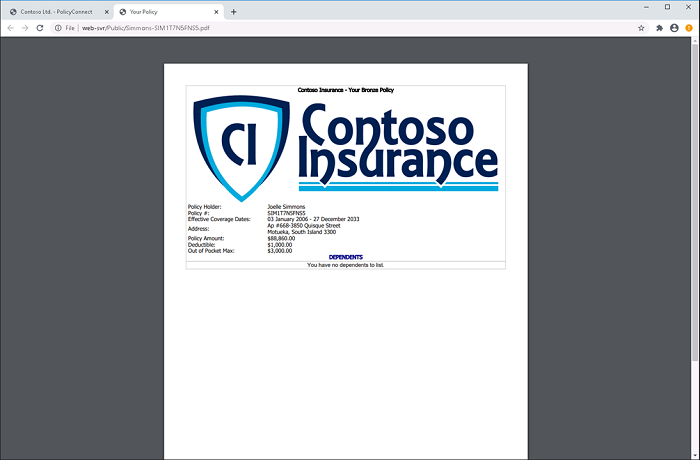 Contoso Ltd. - PolicyConnect
Your Policy
File web-svr/Public/Simmons-SIM1T7N5FNS5.pdf
Contoso Insurance - Your Bronze Policy
CI
Contoso
Insurance
Policy Holder: Joelle Simmons
Policy #: SIM1T7N5FNS5
Effective Coverage Dates: 03 January 2006 - 27 December 2033
Address: Ap #668-3850 Quisque Street
Motueka, South Island 3300
Policy Amount: $88,860.00
Deductible: $1,000.00
Out of Pocket Max: $3,000.00
DEPENDENTS
You have no dependents to list.